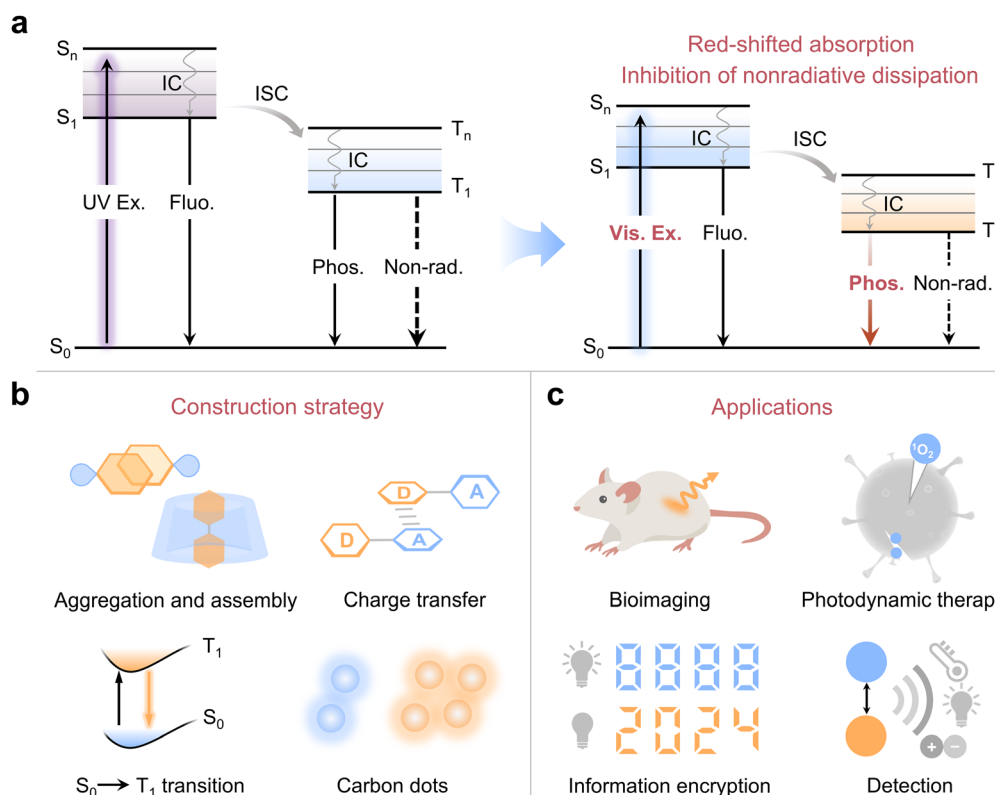 a
Sₙ
IC
S₁
ISC
Tₙ
IC
T₁
UV Ex.
Fluo.
Phos.
Non-rad.
S₀
Red-shifted absorption
Inhibition of nonradiative dissipation
Sₙ
IC
S₁
ISC
T
IC
T
Vis. Ex.
Fluo.
Phos.
Non-rad.
S₀
b
Construction strategy
D
A
D
A
Aggregation and assembly
Charge transfer
T₁
S₀
S₀ → T₁ transition
Carbon dots
c
Applications
¹O₂
Bioimaging
Photodynamic therap
8888
2024
+ −
Information encryption
Detection